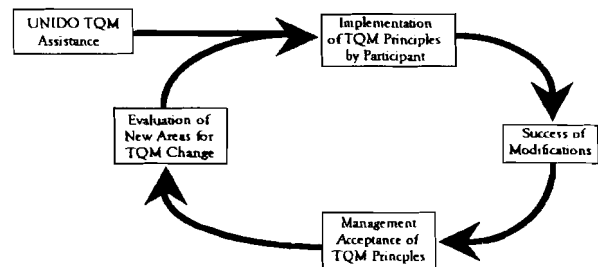 UNIDO TQM
Assistance
Implementation
of TQM Principles
by Participant
Evaluation of
New Areas for
TQM Change
Success of
Modifications
Management
Acceptance of
TQM Principles